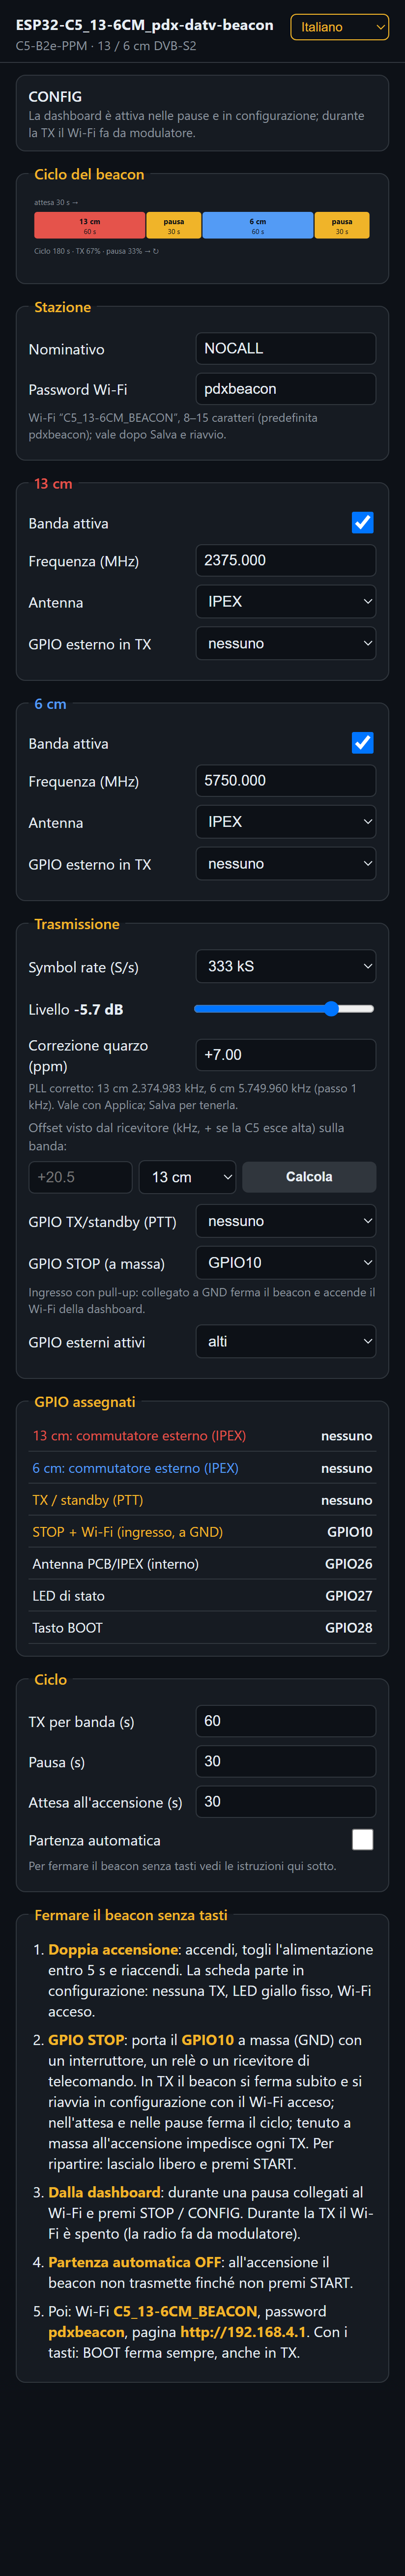 ESP32-C5_13-6CM_pdx-datv-beacon
Italiano
C5-B2e-PPM · 13 / 6 cm DVB-S2
CONFIG
La dashboard è attiva nelle pause e in configurazione; durante
la TX il Wi-Fi fa da modulatore.
Ciclo del beacon
attesa 30 s →
13 cm
60 s
pausa
30 s
6 cm
60 s
pausa
30 s
Ciclo 180 s · TX 67% · pausa 33% → ↻
Stazione
Nominativo
NOCALL
Password Wi-Fi
pdxbeacon
Wi-Fi “C5_13-6CM_BEACON”, 8–15 caratteri (predefinita
pdxbeacon); vale dopo Salva e riavvio.
13 cm
Banda attiva
Frequenza (MHz)
2375.000
Antenna
IPEX
GPIO esterno in TX
nessuno
6 cm
Banda attiva
Frequenza (MHz)
5750.000
Antenna
IPEX
GPIO esterno in TX
nessuno
Trasmissione
Symbol rate (S/s)
333 kS
Livello -5.7 dB
Correzione quarzo
(ppm)
+7.00
PLL corretto: 13 cm 2.374.983 kHz, 6 cm 5.749.960 kHz (passo 1
kHz). Vale con Applica; Salva per tenerla.
Offset visto dal ricevitore (kHz, + se la C5 esce alta) sulla
banda:
+20.5
13 cm
Calcola
GPIO TX/standby (PTT)
nessuno
GPIO STOP (a massa)
GPIO10
Ingresso con pull-up: collegato a GND ferma il beacon e accende il
Wi-Fi della dashboard.
GPIO esterni attivi
alti
GPIO assegnati
13 cm: commutatore esterno (IPEX)
nessuno
6 cm: commutatore esterno (IPEX)
nessuno
TX / standby (PTT)
nessuno
STOP + Wi-Fi (ingresso, a GND)
GPIO10
Antenna PCB/IPEX (interno)
GPIO26
LED di stato
GPIO27
Tasto BOOT
GPIO28
Ciclo
TX per banda (s)
60
Pausa (s)
30
Attesa all'accensione (s)
30
Partenza automatica
Per fermare il beacon senza tasti vedi le istruzioni qui sotto.
Fermare il beacon senza tasti
1. Doppia accensione: accendi, togli l'alimentazione
entro 5 s e riaccendi. La scheda parte in
configurazione: nessuna TX, LED giallo fisso, Wi-Fi
acceso.
2. GPIO STOP: porta il GPIO10 a massa (GND) con
un interruttore, un relè o un ricevitore di
telecomando. In TX il beacon si ferma subito e si
riavvia in configurazione con il Wi-Fi acceso;
nell'attesa e nelle pause ferma il ciclo; tenuto a
massa all'accensione impedisce ogni TX. Per
ripartire: lascialo libero e premi START.
3. Dalla dashboard: durante una pausa collegati al
Wi-Fi e premi STOP / CONFIG. Durante la TX il Wi-
Fi è spento (la radio fa da modulatore).
4. Partenza automatica OFF: all'accensione il
beacon non trasmette finché non premi START.
5. Poi: Wi-Fi C5_13-6CM_BEACON, password
pdxbeacon, pagina http://192.168.4.1. Con i
tasti: BOOT ferma sempre, anche in TX.